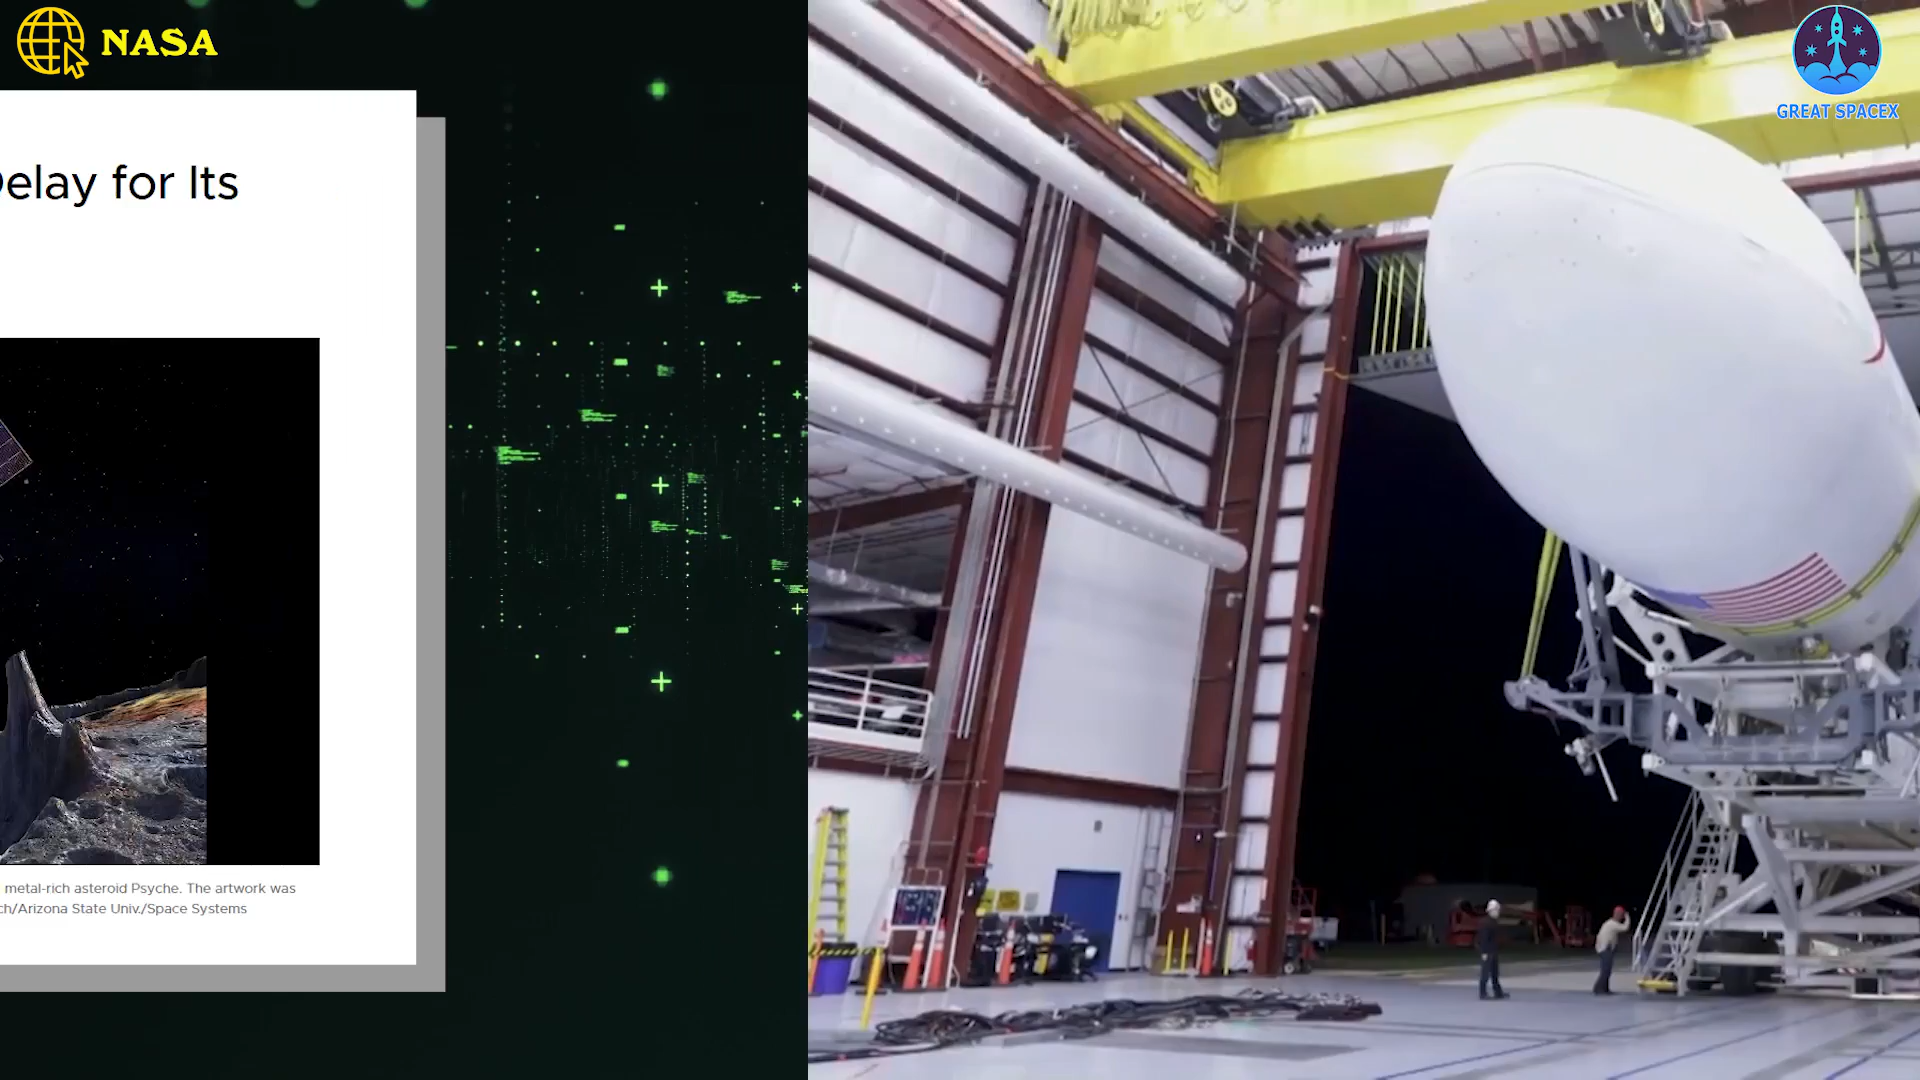 NASA
GREAT SPACEX
elay for Its
metal-rich asteroid Psyche. The artwork was
ch/Arizona State Univ./Space Systems